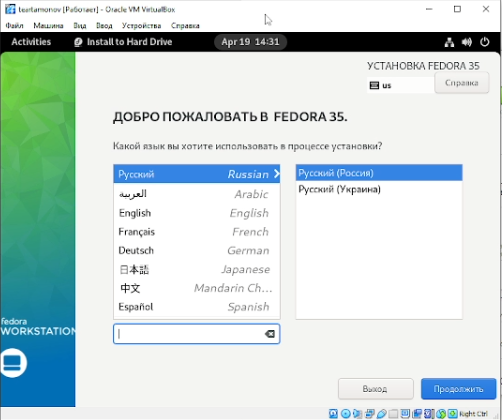 teartamonov [Работает] - Oracle VM VirtualBox
Файл Машина Вид Ввод Устройства Справка
Activities Install to Hard Drive Apr 19 14:31
УСТАНОВКА FEDORA 35
us Справка
ДОБРО ПОЖАЛОВАТЬ В FEDORA 35.
Какой язык вы хотите использовать в процессе установки?
Русский Russian Русский (Россия)
العربية Arabic Русский (Украина)
English English
Français French
Deutsch German
日本語 Japanese
中文 Mandarin Ch...
Español Spanish
fedora
WORKSTATION
Выход Продолжить
Right Ctrl